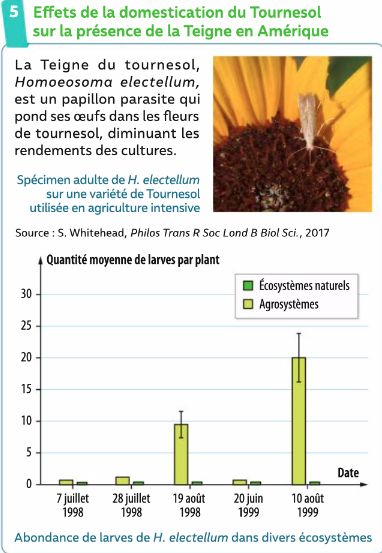 5 Effets de la domestication du Tournesol
sur la présence de la Teigne en Amérique
La Teigne du tournesol,
Homoeosoma electellum,
est un papillon parasite qui
pond ses œufs dans les fleurs
de tournesol, diminuant les
rendements des cultures.
Spécimen adulte de H. electellum
sur une variété de Tournesol
utilisée en agriculture intensive
Source : S. Whitehead, Philos Trans R Soc Lond B Biol Sci., 2017
Quantité moyenne de larves par plant
Écosystèmes naturels
Agrosystèmes
30
25
20
15
10
5
0
Date
7 juillet
1998
28 juillet
1998
19 août
1998
20 juin
1999
10 août
1999
Abondance de larves de H. electellum dans divers écosystèmes